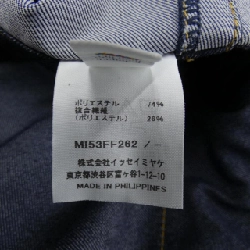 ポリエステル
複合繊維
(ポリエステル) 20%
MI53FF262 / -
株式会社イッセイミヤケ
東京都渋谷区富ヶ谷1-12-10
MADE IN PHILIPPINES